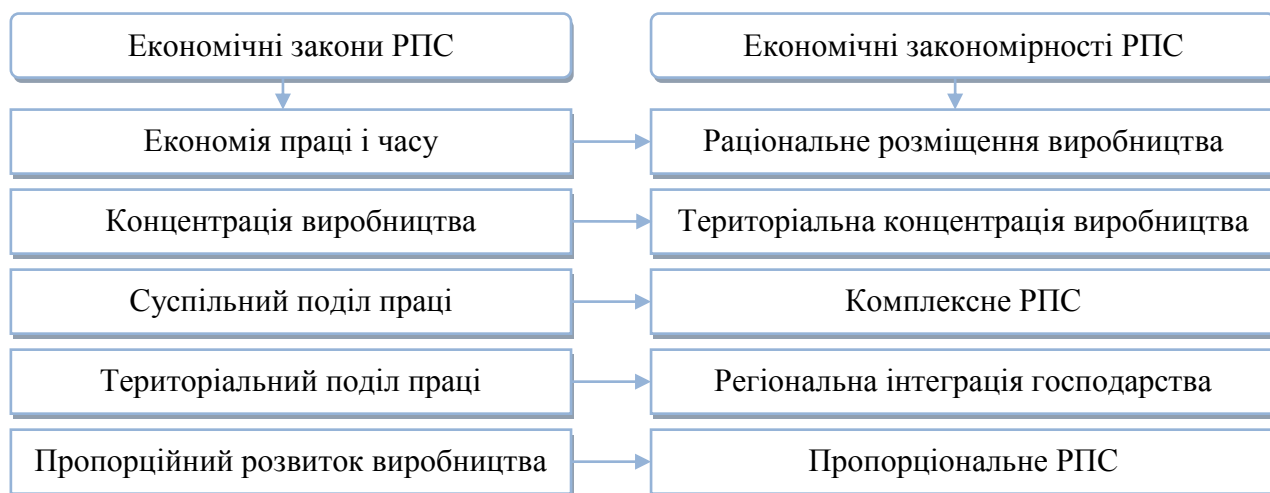 Економічні закони РПС
Економічні закономірності РПС
Економія праці і часу
Раціональне розміщення виробництва
Концентрація виробництва
Територіальна концентрація виробництва
Суспільний поділ праці
Комплексне РПС
Територіальний поділ праці
Регіональна інтеграція господарства
Пропорційний розвиток виробництва
Пропорціональне РПС